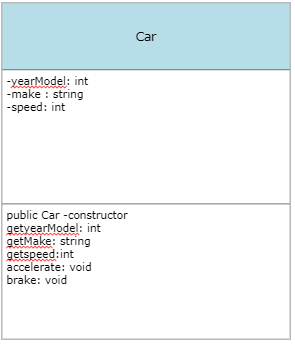 Car
-yearModel: int
-make : string
-speed: int
public Car -constructor
getyearModel: int
getMake: string
getspeed:int
accelerate: void
brake: void